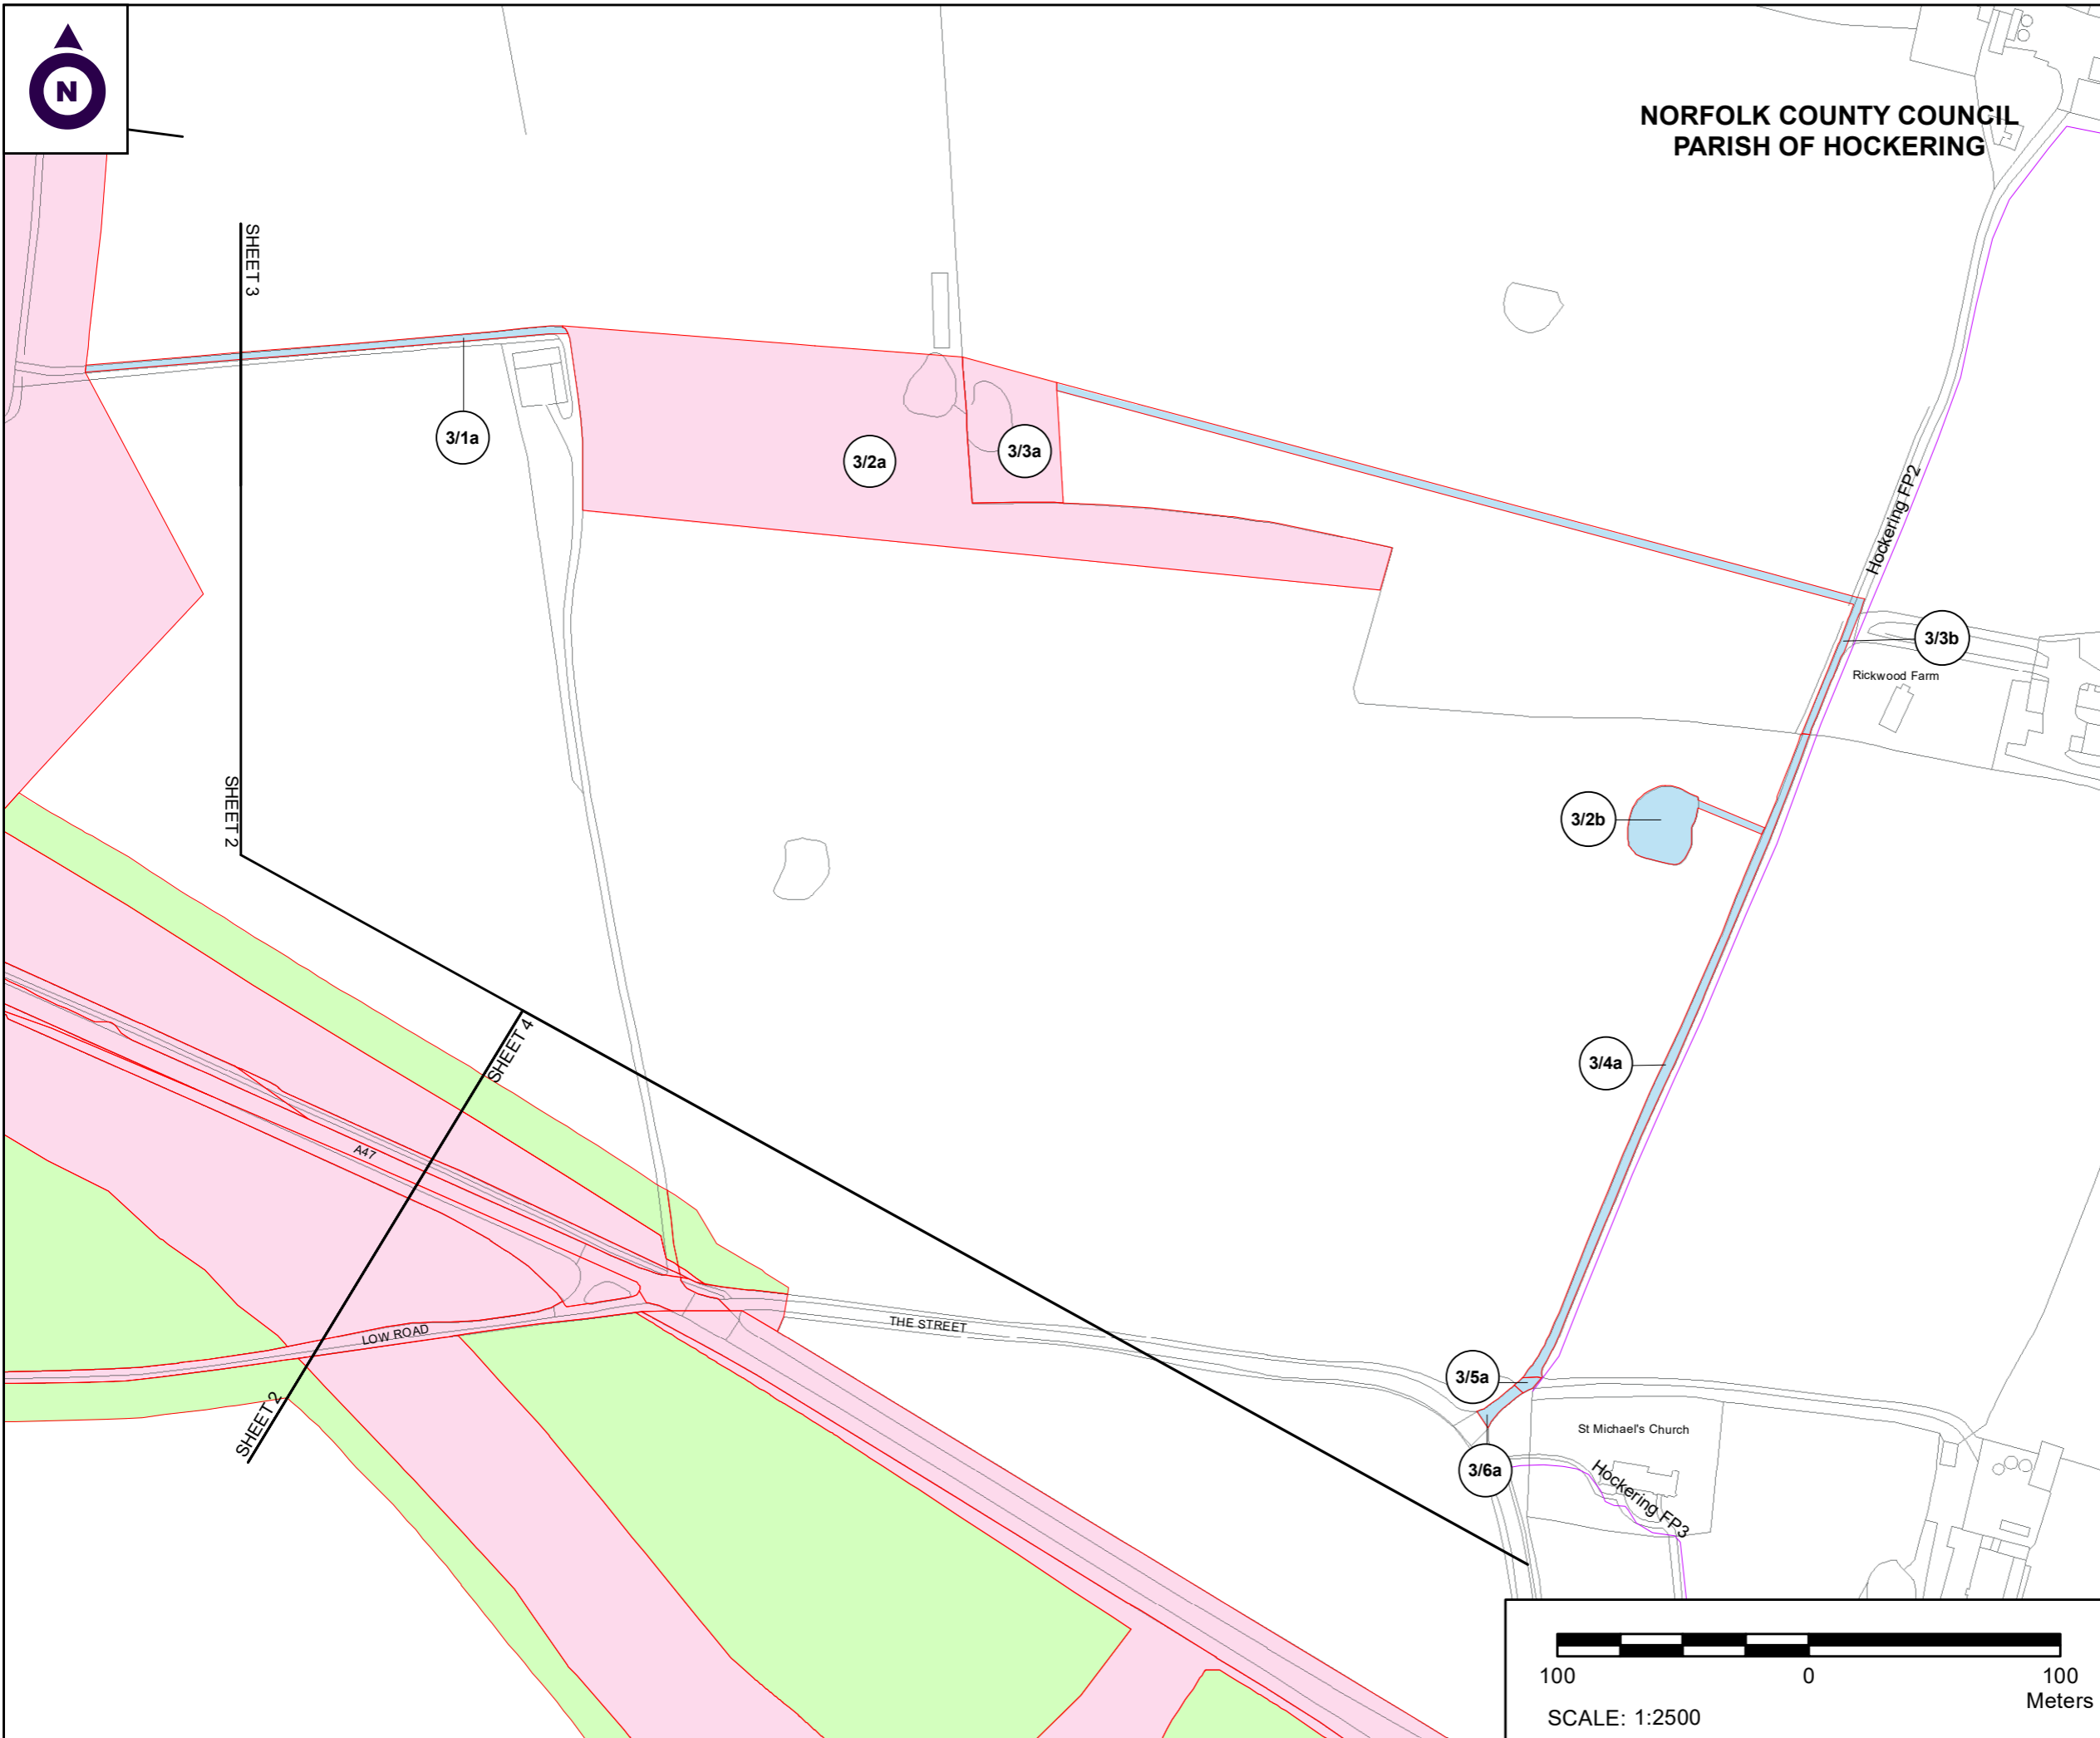 N
NORFOLK COUNTY COUNCIL
PARISH OF HOCKERING
SHEET 3
3/1a
3/2a
3/3a
Hockering FP2
3/3b
Rickwood Farm
SHEET 2
3/2b
SHEET 4
3/4a
A47
THE STREET
LOW ROAD
3/5a
SHEET 2
St Michael's Church
3/6a
Hockering FP3
100 0 100
Meters
SCALE: 1:2500